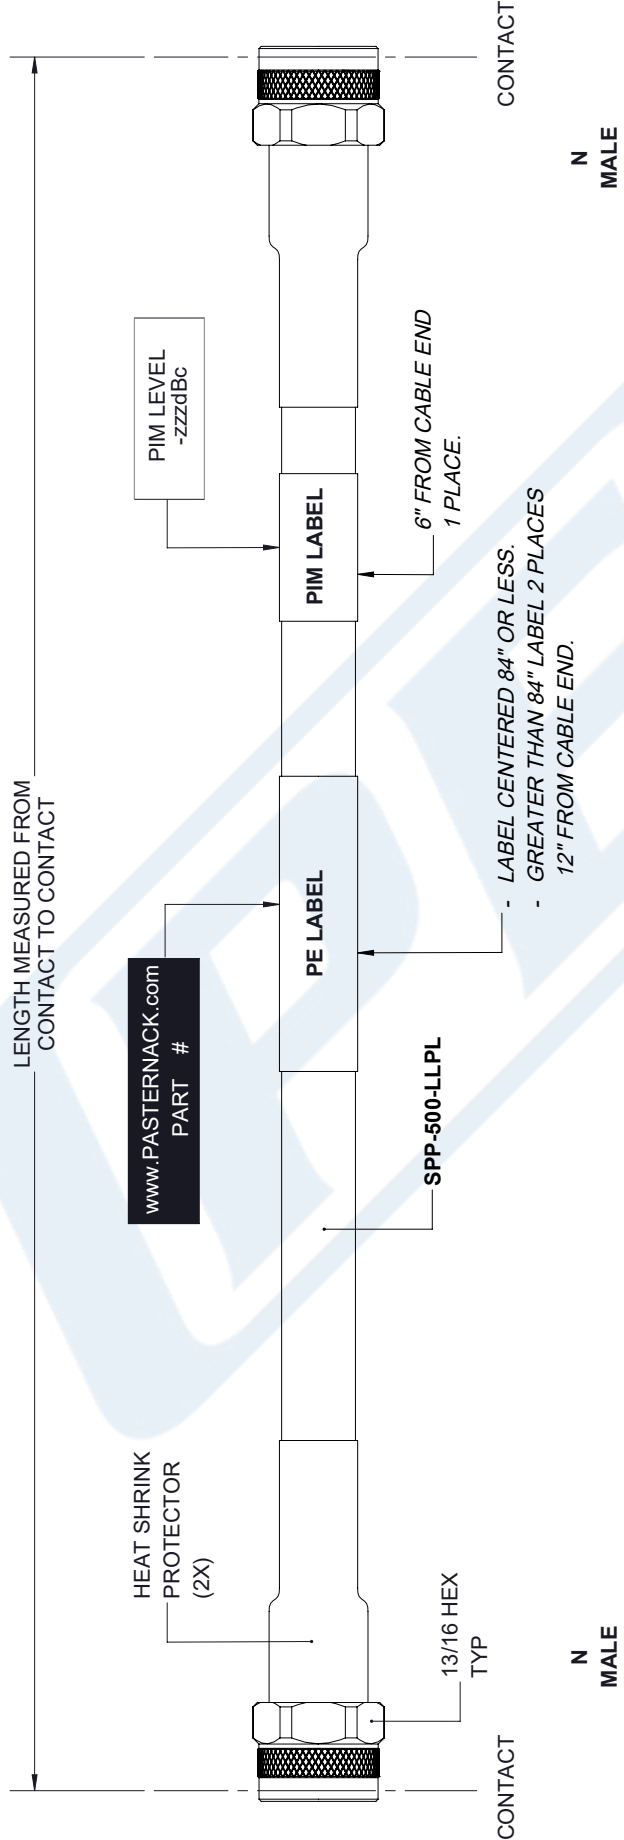 LENGTH MEASURED FROM
CONTACT TO CONTACT
HEAT SHRINK
PROTECTOR
(2X)
www.PASTERNACK.com
PART #
PIM LEVEL
-zzzdBc
PE LABEL
PIM LABEL
13/16 HEX
TYP
SPP-500-LLPL
- LABEL CENTERED 84" OR LESS.
- GREATER THAN 84" LABEL 2 PLACES
12" FROM CABLE END.
6" FROM CABLE END
1 PLACE.
CONTACT
CONTACT
N
MALE
N
MALE